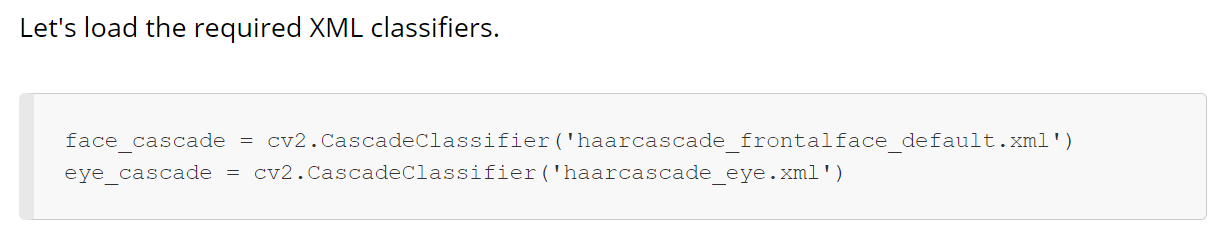 Let's load the required XML classifiers.
face_cascade = cv2.CascadeClassifier('haarcascade_frontalface_default.xml')
eye_cascade = cv2.CascadeClassifier('haarcascade_eye.xml')